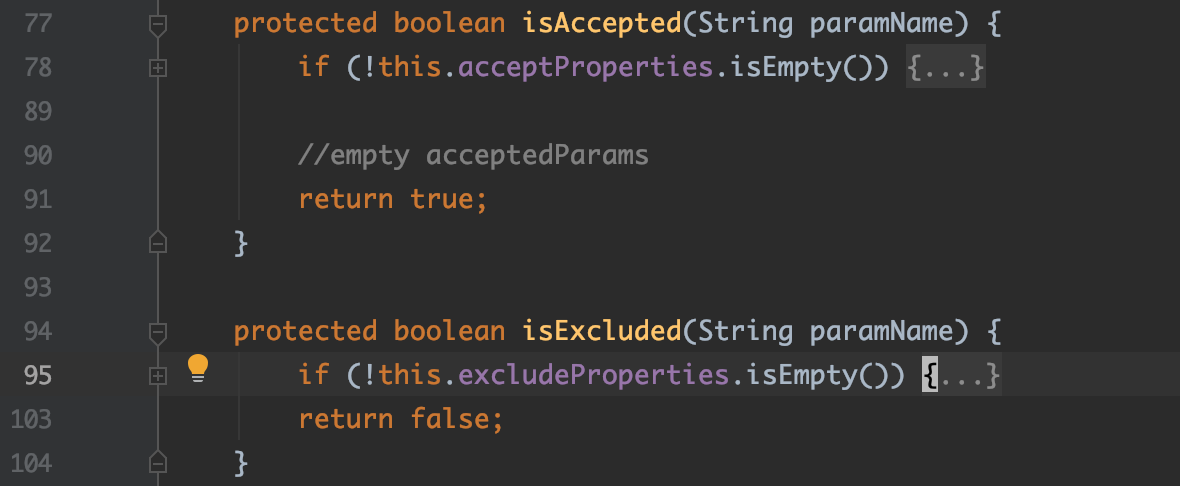 77 protected boolean isAccepted(String paramName) {
78 if (!this.acceptProperties.isEmpty()) {...}
89
90 //empty acceptedParams
91 return true;
92 }
93
94 protected boolean isExcluded(String paramName) {
95 if (!this.excludeProperties.isEmpty()) {...}
103 return false;
104 }